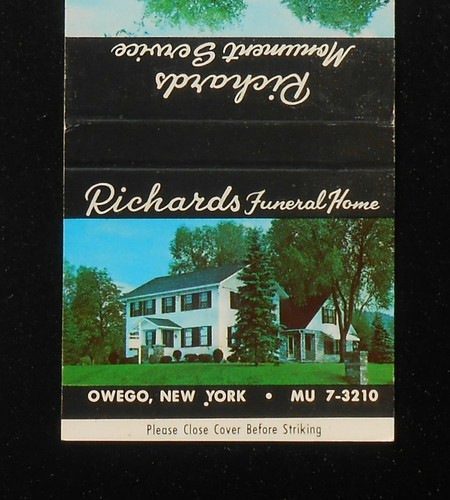 Richards
Monument Service
Richards Funeral Home
OWEGO, NEW YORK • MU 7-3210
Please Close Cover Before Striking